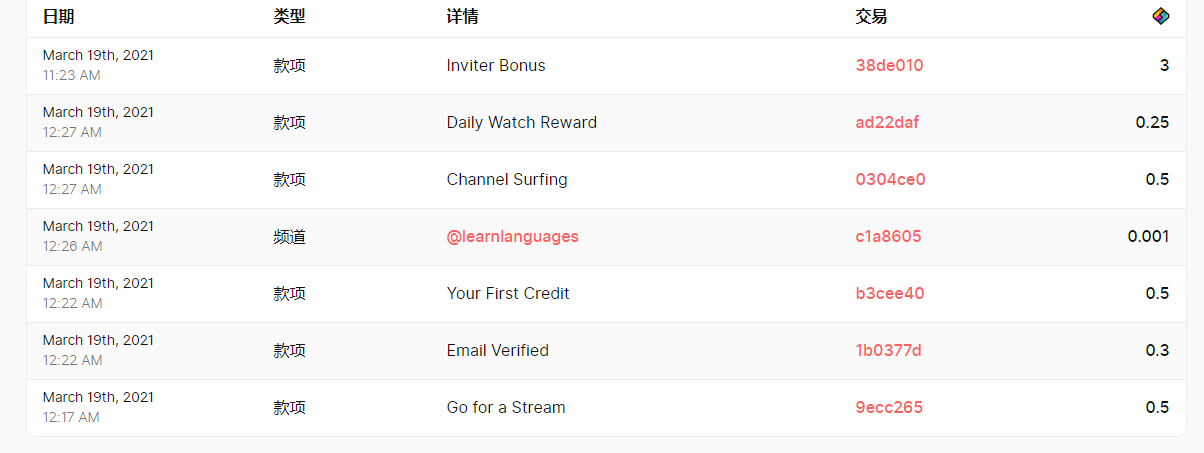 日期 类型 详情 交易
March 19th, 2021
11:23 AM
款项 Inviter Bonus 38de010 3
March 19th, 2021
12:27 AM
款项 Daily Watch Reward ad22daf 0.25
March 19th, 2021
12:27 AM
款项 Channel Surfing 0304ce0 0.5
March 19th, 2021
12:26 AM
频道 @learnlanguages c1a8605 0.001
March 19th, 2021
12:22 AM
款项 Your First Credit b3cee40 0.5
March 19th, 2021
12:22 AM
款项 Email Verified 1b0377d 0.3
March 19th, 2021
12:17 AM
款项 Go for a Stream 9ecc265 0.5